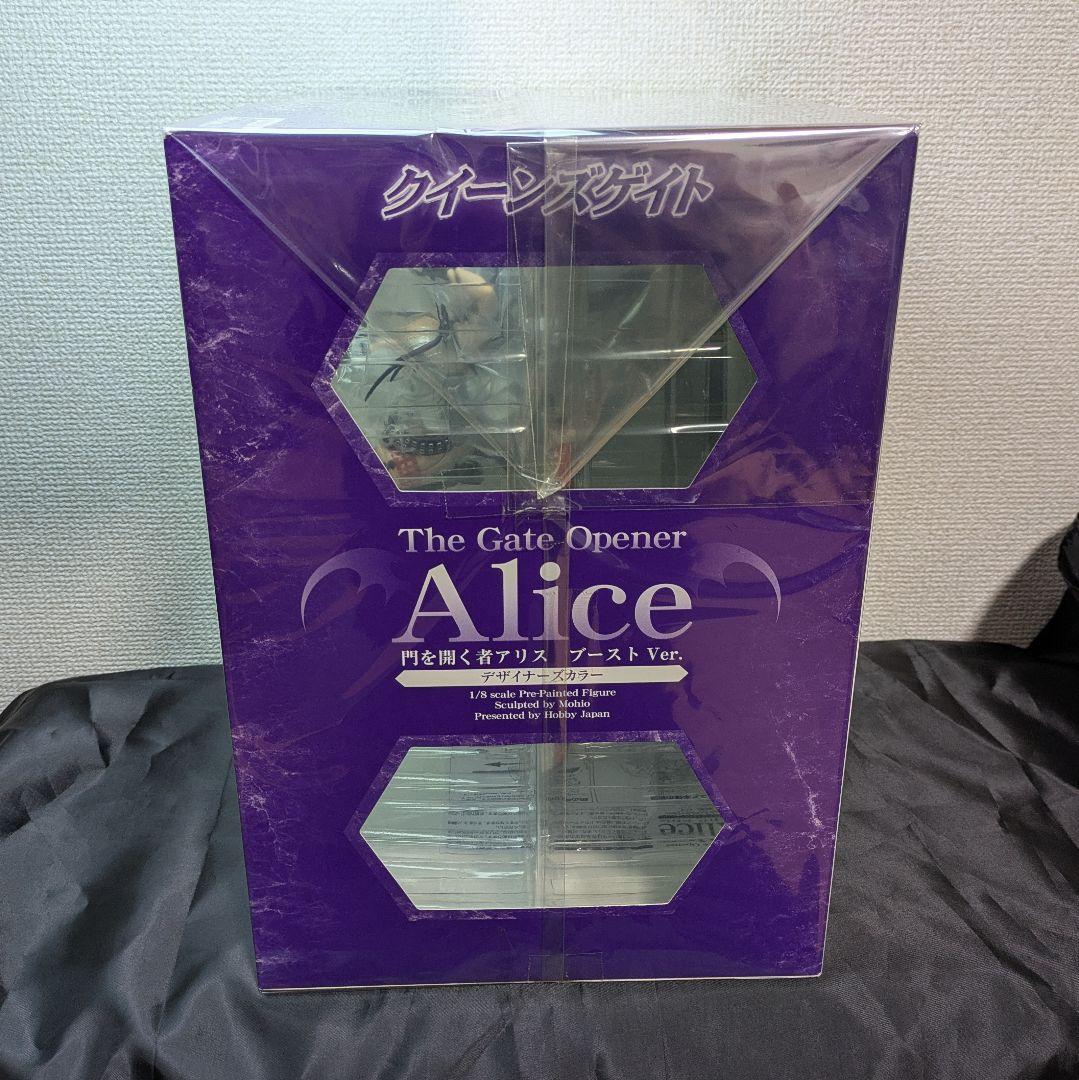 クイーンズゲイト
The Gate Opener
Alice
門を開く者アリス ブースト Ver.
デザイナーズカラー
1/8 scale Pre-Painted Figure
Sculpted by Mohio
Presented by Hobby Japan